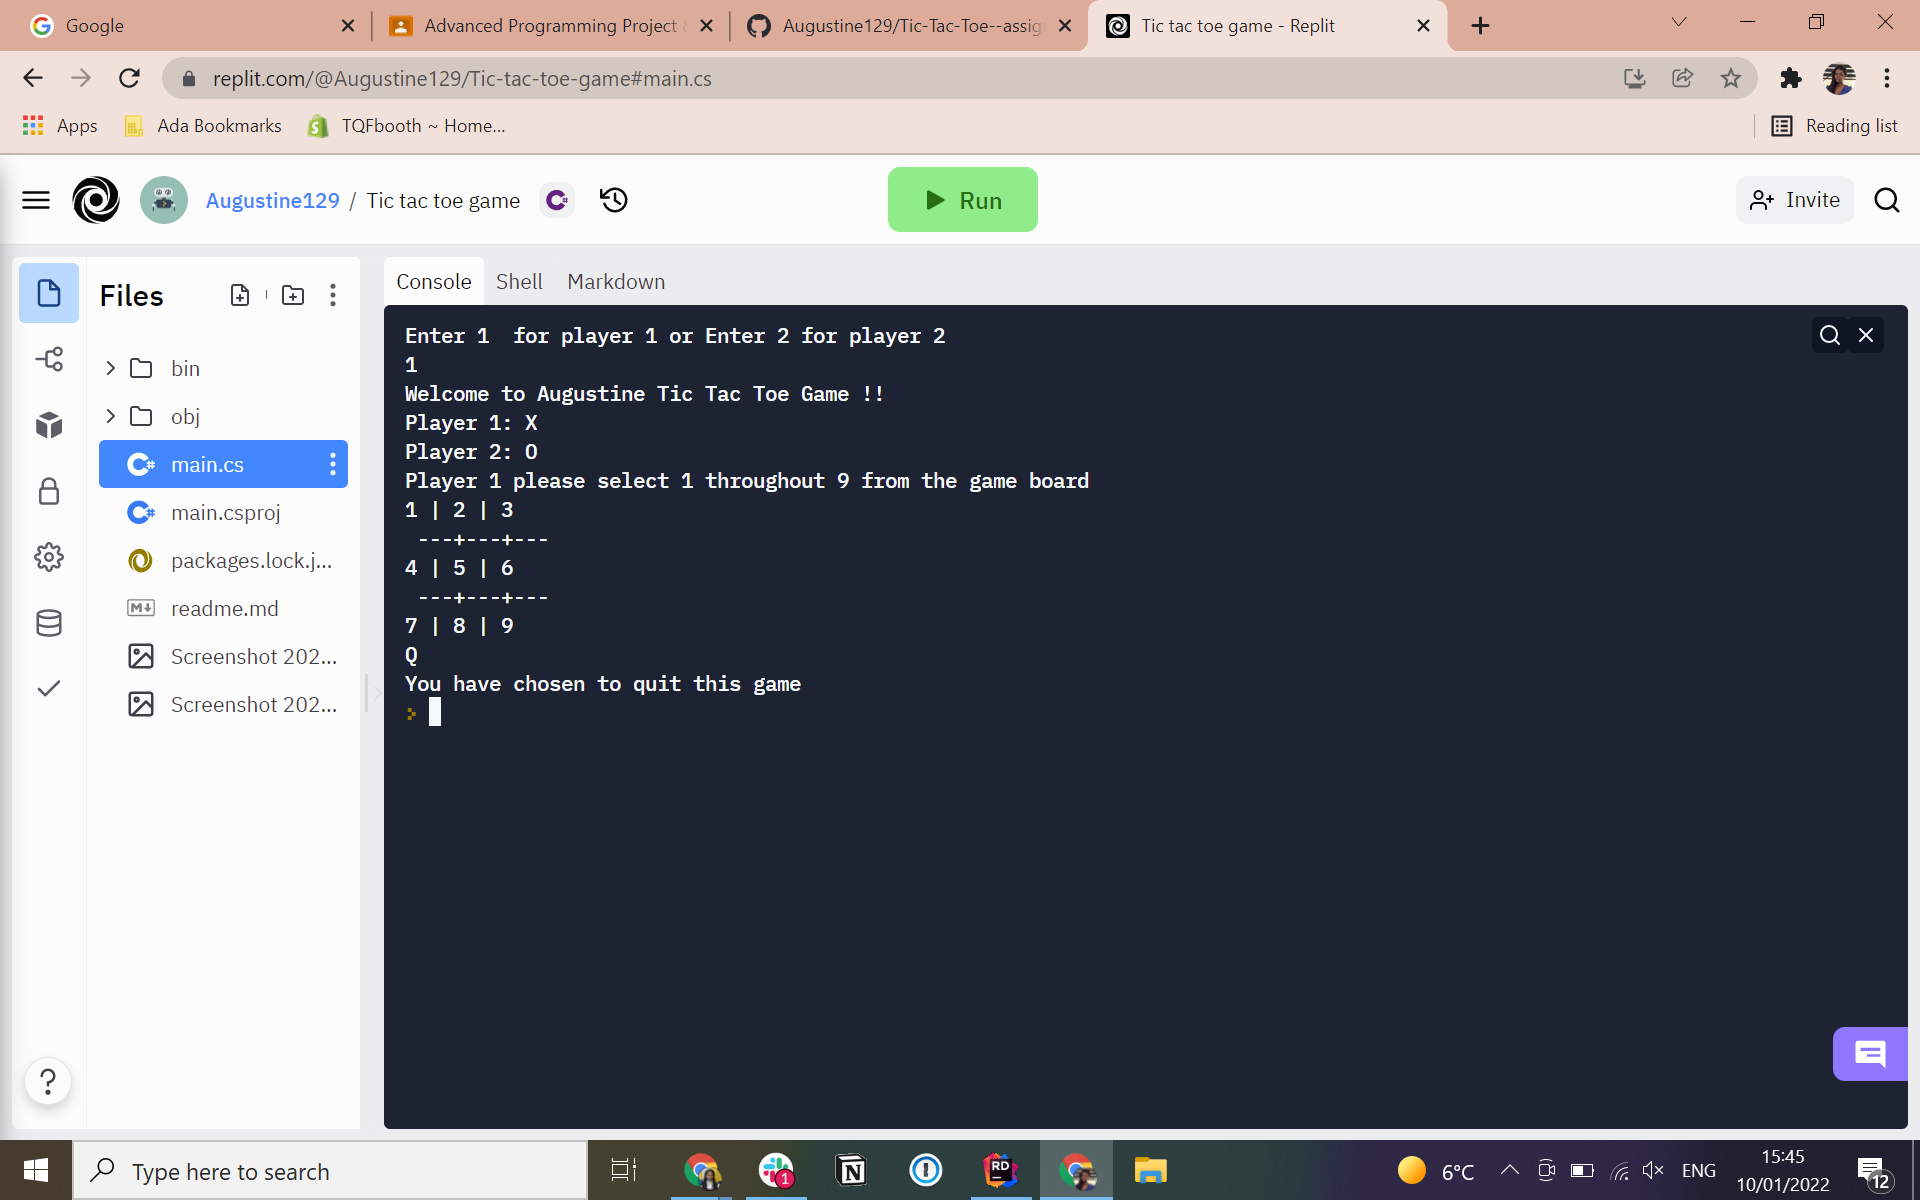 Google
Advanced Programming Project
Augustine129/Tic-Tac-Toe--assig
Tic tac toe game - Replit
replit.com/@Augustine129/Tic-tac-toe-game#main.cs
Apps
Ada Bookmarks
TQFbooth ~ Home...
Reading list
Augustine129 / Tic tac toe game
Run
Invite
Files
bin
obj
main.cs
main.csproj
packages.lock.j...
readme.md
Screenshot 202...
Screenshot 202...
Console Shell Markdown
Enter 1  for player 1 or Enter 2 for player 2
1
Welcome to Augustine Tic Tac Toe Game !!
Player 1: X
Player 2: O
Player 1 please select 1 throughout 9 from the game board
1 | 2 | 3
 ---+---+---
4 | 5 | 6
 ---+---+---
7 | 8 | 9
Q
You have chosen to quit this game
>
?
Type here to search
1
N
RD
6°C
ENG
15:45
10/01/2022
12